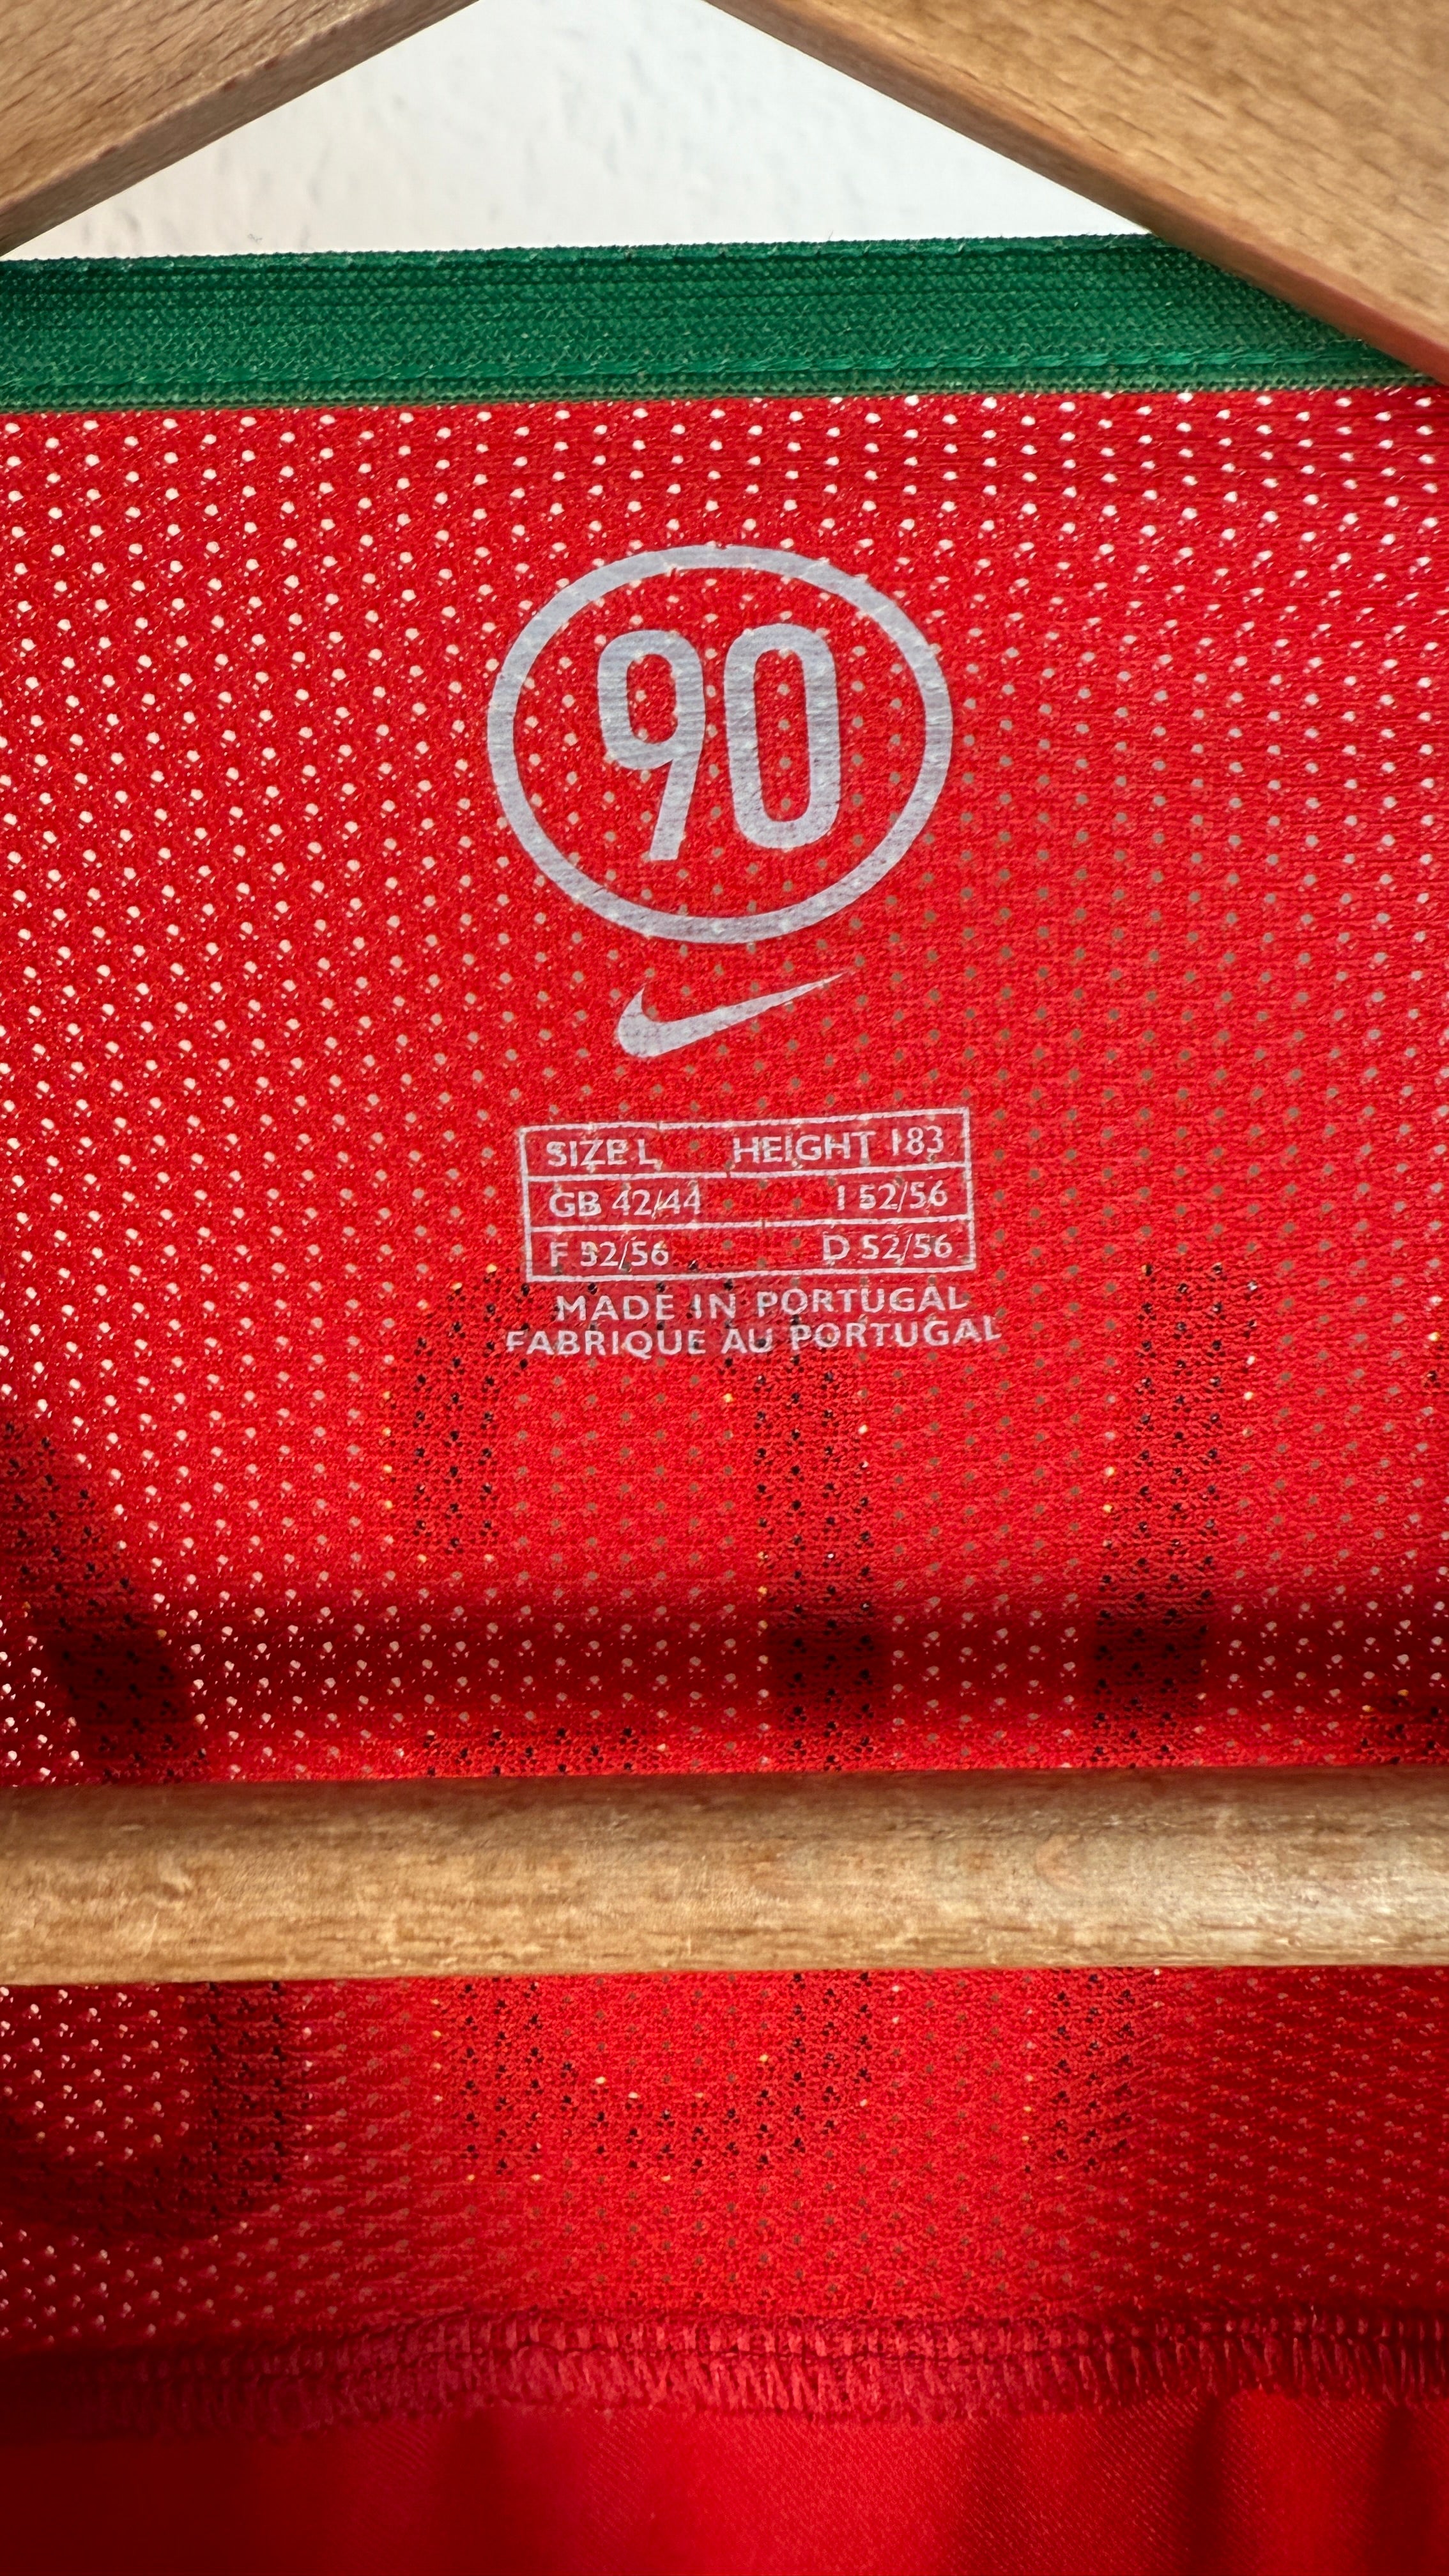 90
SIZE L HEIGHT 183
GB 42/44 I 52/56
F 52/56 D 52/56
MADE IN PORTUGAL
FABRIQUE AU PORTUGAL